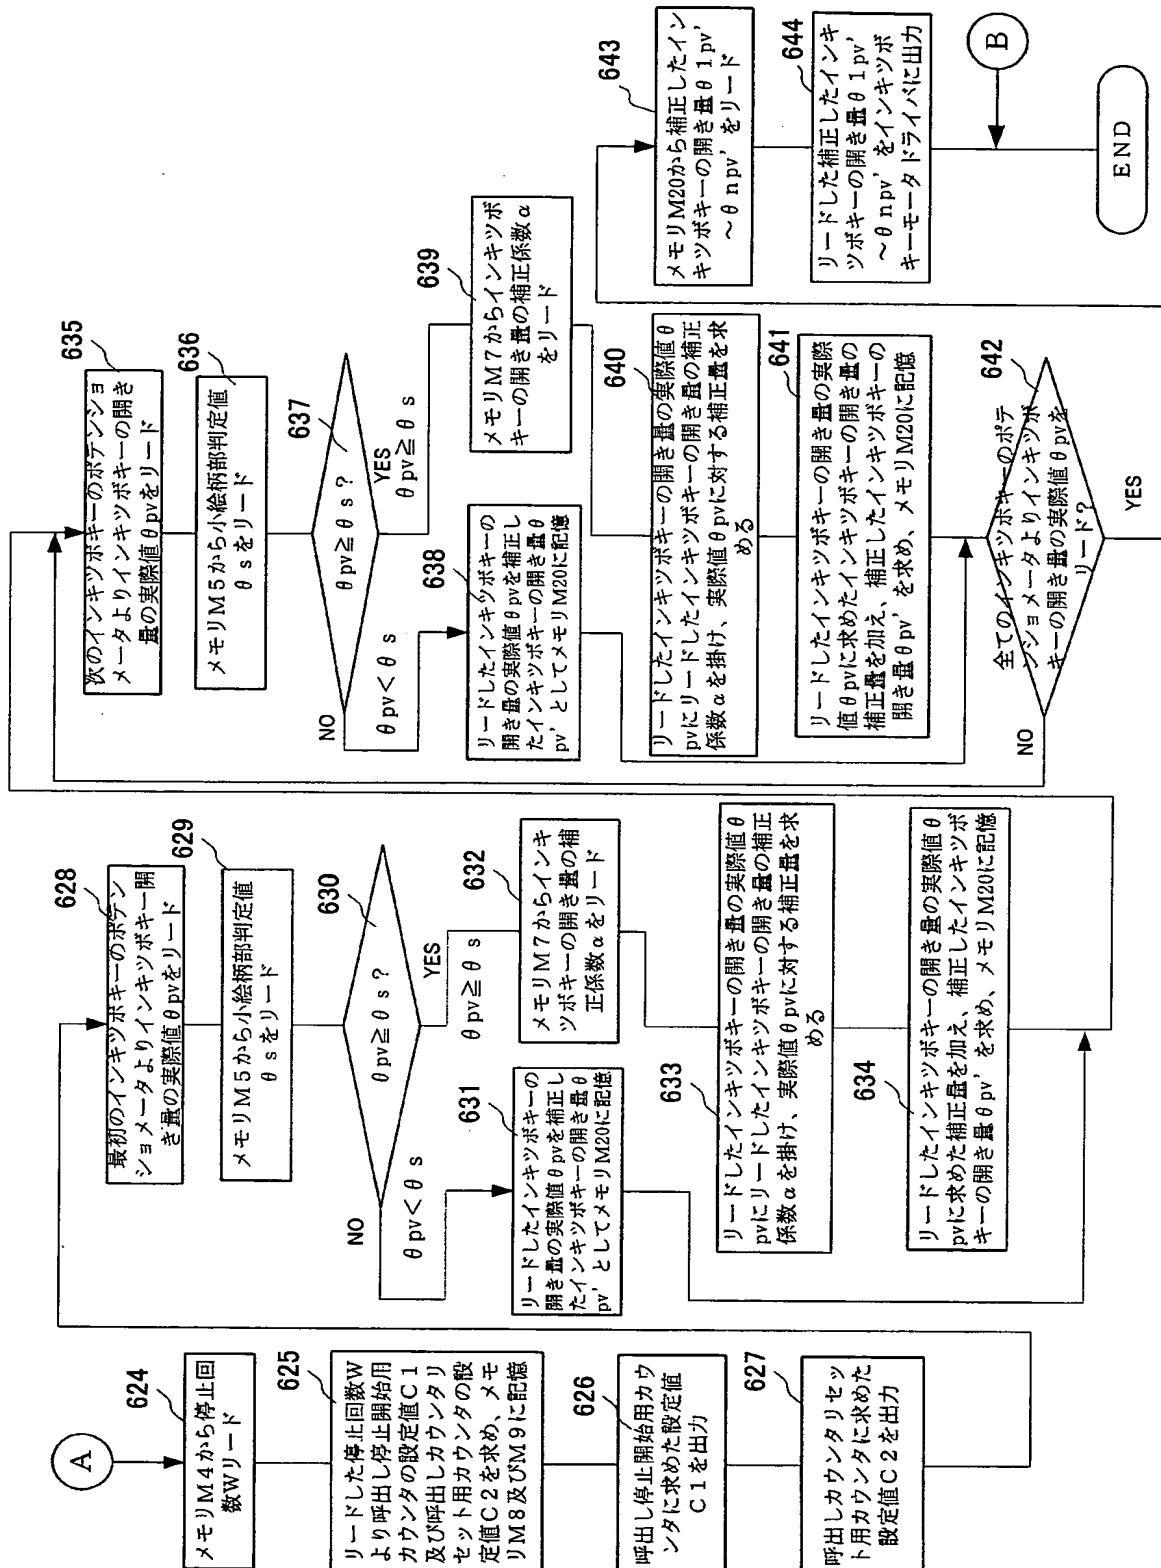 A
624
メモリM4から停止回
数Wリード
625
リードした停止回数W
より呼出し停止開始用
カウンタの設定値C1
及び呼出しカウンタリ
セット用カウンタの設
定値C2を求め、メモ
リM8及びM9に記憶
626
呼出し停止開始用カウ
ンタに求めた設定値
C1を出力
627
呼出しカウンタリセッ
ト用カウンタに求めた
設定値C2を出力
628
最初のインキツボキーのポテン
ショメータよりインキツボキー開
き量の実際値θpvをリード
629
メモリM5から小絵柄部判定値
θsをリード
630
θpv≧θs?
NO
θpv<θs
YES
θpv≧θs
631
リードしたインキツボキーの
開き量の実際値θpvを補正し
たインキツボキーの開き量θ
pv'としてメモリM20に記憶
632
メモリM7からインキ
ツボキーの開き量の補
正係数αをリード
633
リードしたインキツボキーの開き量の実際値θ
pvにリードしたインキツボキーの開き量の補正
係数αを掛け、実際値θpvに対する補正量を求
める
634
リードしたインキツボキーの開き量の実際値θ
pvに求めた補正量を加え、補正したインキツボ
キーの開き量θpv'を求め、メモリM20に記憶
635
次のインキツボキーのポテンショ
メータよりインキツボキーの開き
量の実際値θpvをリード
636
メモリM5から小絵柄部判定値
θsをリード
637
θpv≧θs?
NO
θpv<θs
YES
θpv≧θs
638
リードしたインキツボキーの
開き量の実際値θpvを補正し
たインキツボキーの開き量θ
pv'としてメモリM20に記憶
639
メモリM7からインキツボ
キーの開き量の補正係数α
をリード
640
リードしたインキツボキーの開き量の実際値θ
pvにリードしたインキツボキーの開き量の補正
係数αを掛け、実際値θpvに対する補正量を求
める
641
リードしたインキツボキーの開き量の実際
値θpvに求めたインキツボキーの開き量の
補正量を加え、補正したインキツボキーの
開き量θpv'を求め、メモリM20に記憶
642
全てのインキツボキーのポテ
ンショメータよりインキツボ
キーの開き量の実際値θpvを
リード?
NO
YES
643
メモリM20から補正したイン
キツボキーの開き量θ1pv'
~θnpv'をリード
644
リードした補正したインキ
ツボキーの開き量θ1pv'
~θnpv'をインキツボ
キーモータドライバに出力
B
END